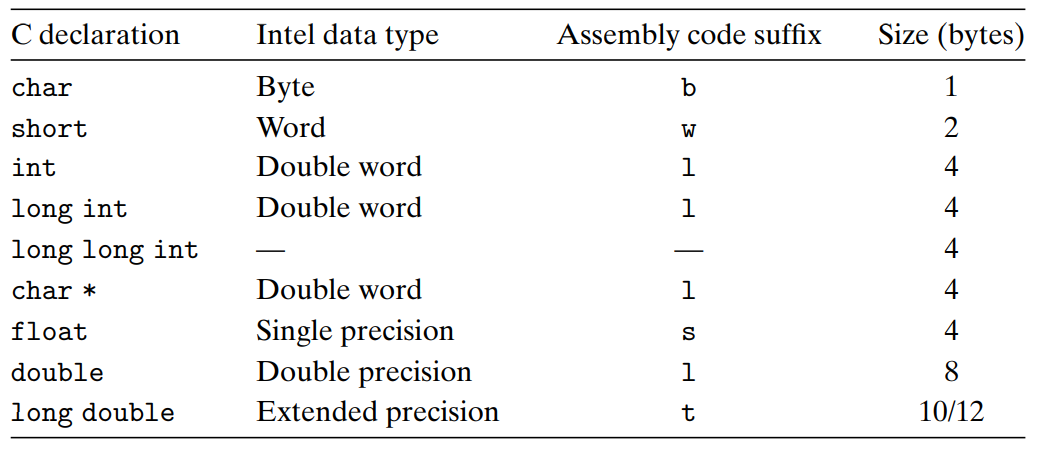 C declaration Intel data type Assembly code suffix Size (bytes)
char Byte b 1
short Word w 2
int Double word l 4
long int Double word l 4
long long int — — 4
char * Double word l 4
float Single precision s 4
double Double precision l 8
long double Extended precision t 10/12